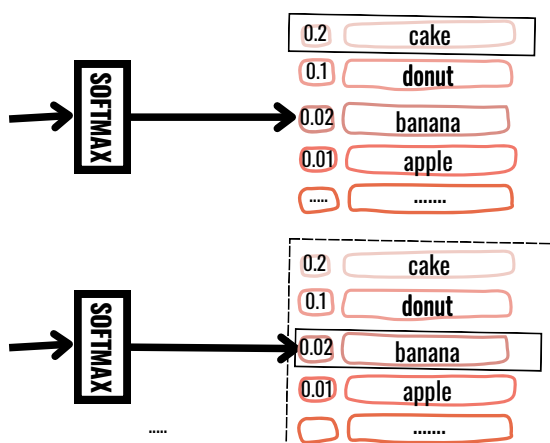 0.2 cake
0.1 donut
SOFTMAX
0.02 banana
0.01 apple
..... .......
0.2 cake
0.1 donut
SOFTMAX
0.02 banana
0.01 apple
.......
.....